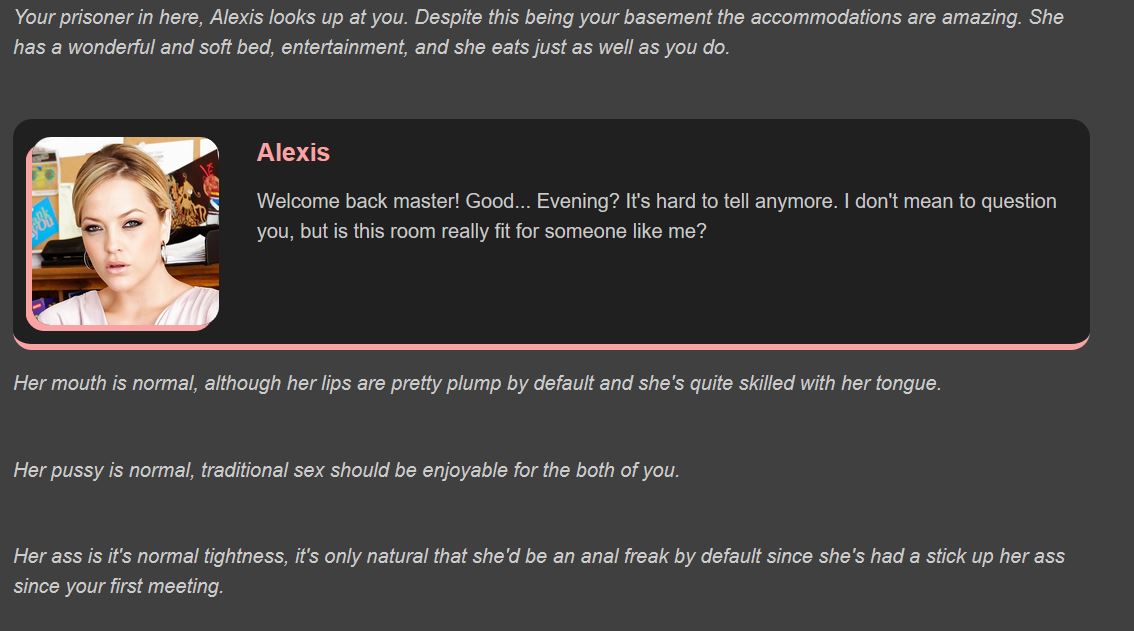 Your prisoner in here, Alexis looks up at you. Despite this being your basement the accommodations are amazing. She
has a wonderful and soft bed, entertainment, and she eats just as well as you do.
Alexis
Welcome back master! Good... Evening? It's hard to tell anymore. I don't mean to question
you, but is this room really fit for someone like me?
Her mouth is normal, although her lips are pretty plump by default and she's quite skilled with her tongue.
Her pussy is normal, traditional sex should be enjoyable for the both of you.
Her ass is it's normal tightness, it's only natural that she'd be an anal freak by default since she's had a stick up her ass
since your first meeting.